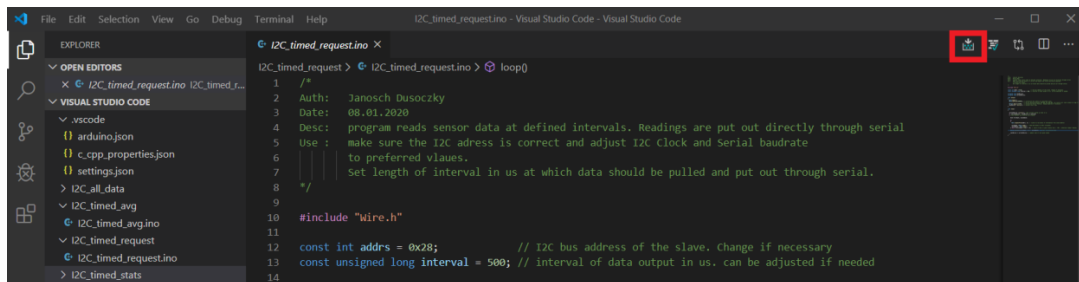 File Edit Selection View Go Debug Terminal Help I2C_timed_request.ino - Visual Studio Code - Visual Studio Code
EXPLORER
OPEN EDITORS
I2C_timed_request.ino I2C_timed_r...
VISUAL STUDIO CODE
.vscode
{} arduino.json
{} c_cpp_properties.json
{} settings.json
I2C_all_data
I2C_timed_avg
I2C_timed_avg.ino
I2C_timed_request
I2C_timed_request.ino
I2C_timed_stats
I2C_timed_request.ino
I2C_timed_request > I2C_timed_request.ino > loop()
1 /*
2 Auth: Janosch Dusoczky
3 Date: 08.01.2020
4 Desc: program reads sensor data at defined intervals. Readings are put out directly through serial
5 Use : make sure the I2C adress is correct and adjust I2C Clock and Serial baudrate
6 to preferred vlaues.
7 Set length of interval in us at which data should be pulled and put out through serial.
8 */
9
10 #include "Wire.h"
11
12 const int addrs = 0x28; // I2C bus address of the slave. Change if necessary
13 const unsigned long interval = 500; // interval of data output in us. can be adjusted if needed
14